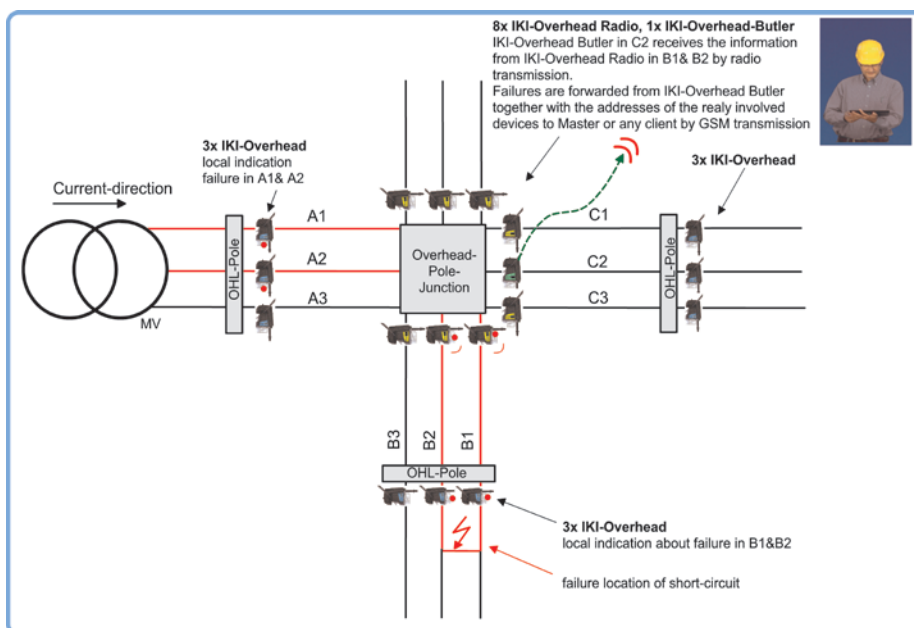 8x IKI-Overhead Radio, 1x IKI-Overhead-Butler
IKI-Overhead Butler in C2 receives the information
from IKI-Overhead Radio in B1& B2 by radio
transmission.
Failures are forwarded from IKI-Overhead Butler
together with the addresses of the realy involved
devices to Master or any client by GSM transmission
3x IKI-Overhead
local indication
failure in A1& A2
3x IKI-Overhead
Current-direction
A1
C1
OHL-Pole
A2
Overhead-
Pole-
Junction
C2
OHL-Pole
A3
C3
MV
B3
B2
B1
OHL-Pole
3x IKI-Overhead
local indication about failure in B1&B2
failure location of short-circuit